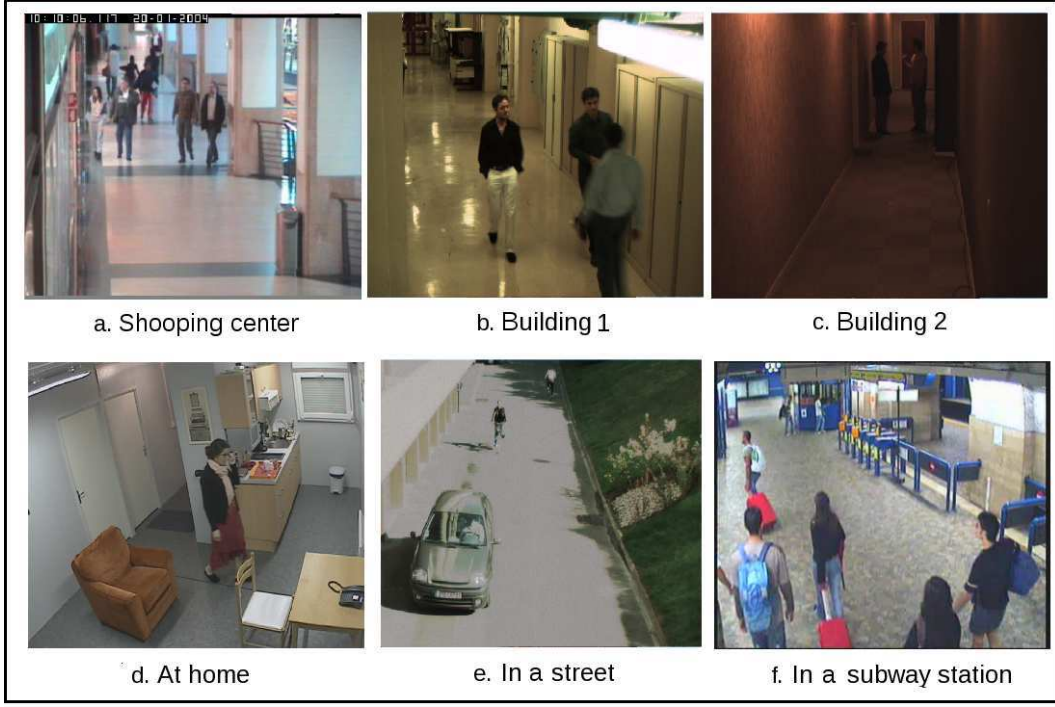 10:10:06.117 20-01-2004
a. Shooping center
b. Building 1
c. Building 2
d. At home
e. In a street
f. In a subway station